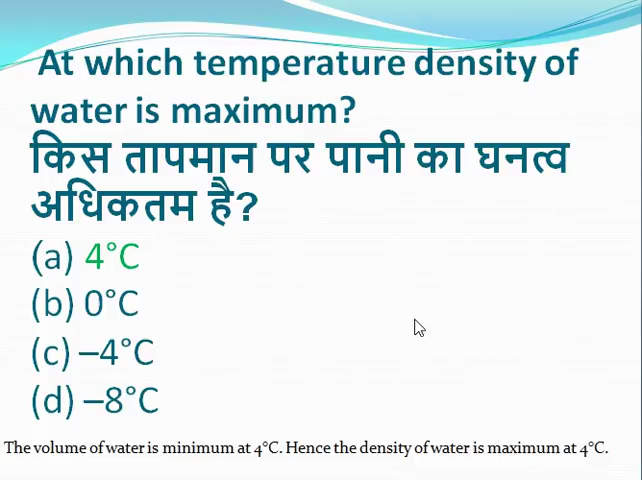 At which temperature density of
water is maximum?
किस तापमान पर पानी का घनत्व
अधिकतम है?
(a) 4°C
(b) 0°C
(c) –4°C
(d) –8°C
The volume of water is minimum at 4°C. Hence the density of water is maximum at 4°C.